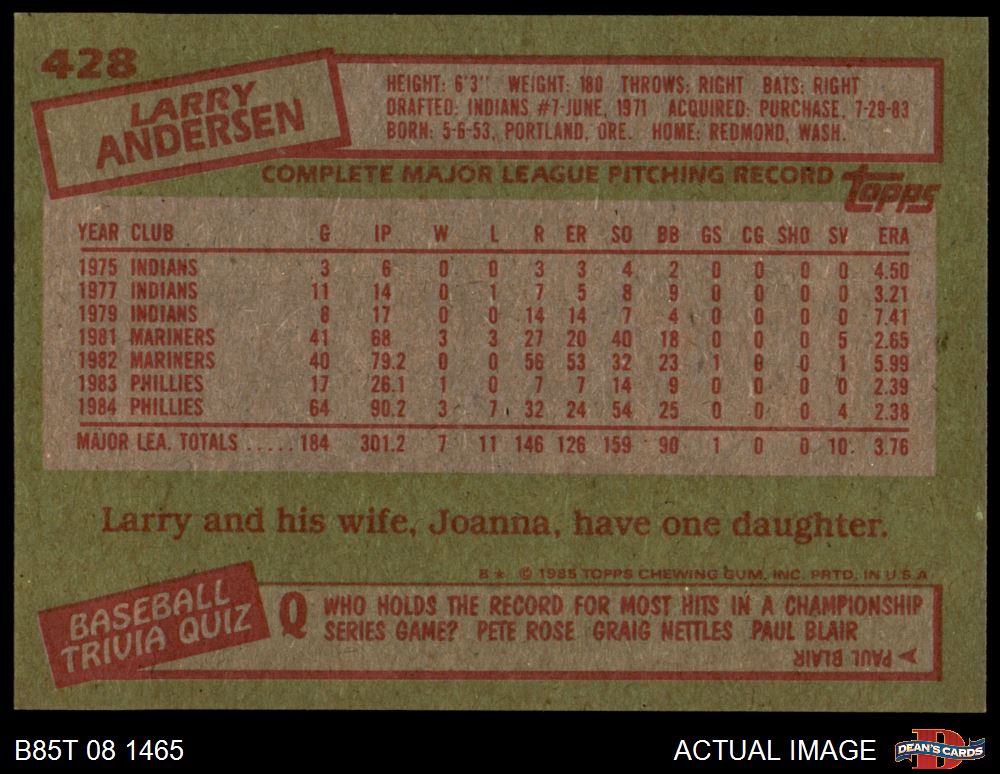 428
LARRY
ANDERSEN
HEIGHT: 6'3" WEIGHT: 180 THROWS: RIGHT BATS: RIGHT
DRAFTED: INDIANS #7-JUNE, 1971 ACQUIRED: PURCHASE, 7-29-83
BORN: 5-6-53, PORTLAND, ORE. HOME: REDMOND, WASH.
COMPLETE MAJOR LEAGUE PITCHING RECORD
topps
YEAR CLUB G IP W L R ER SO BB GS CG SHO SV ERA
1975 INDIANS 3 6 0 0 3 3 4 2 0 0 0 0 4.50
1977 INDIANS 11 14 0 1 7 5 8 9 0 0 0 0 3.21
1979 INDIANS 8 17 0 0 14 14 7 4 0 0 0 0 7.41
1981 MARINERS 41 68 3 3 27 20 40 18 0 0 0 5 2.65
1982 MARINERS 40 79.2 0 0 56 53 32 23 1 0 0 1 5.99
1983 PHILLIES 17 26.1 1 0 7 7 14 9 0 0 0 0 2.39
1984 PHILLIES 64 90.2 3 7 32 24 54 25 0 0 0 4 2.38
MAJOR LEA. TOTALS ..... 184 301.2 7 11 146 126 159 90 1 0 0 10 3.76
Larry and his wife, Joanna, have one daughter.
B* © 1985 TOPPS CHEWING GUM, INC. PRTD. IN U.S.A
BASEBALL
TRIVIA QUIZ
Q WHO HOLDS THE RECORD FOR MOST HITS IN A CHAMPIONSHIP
SERIES GAME? PETE ROSE GRAIG NETTLES PAUL BLAIR
A PAUL BLAIR
B85T 08 1465
ACTUAL IMAGE
D
DEAN'S CARDS